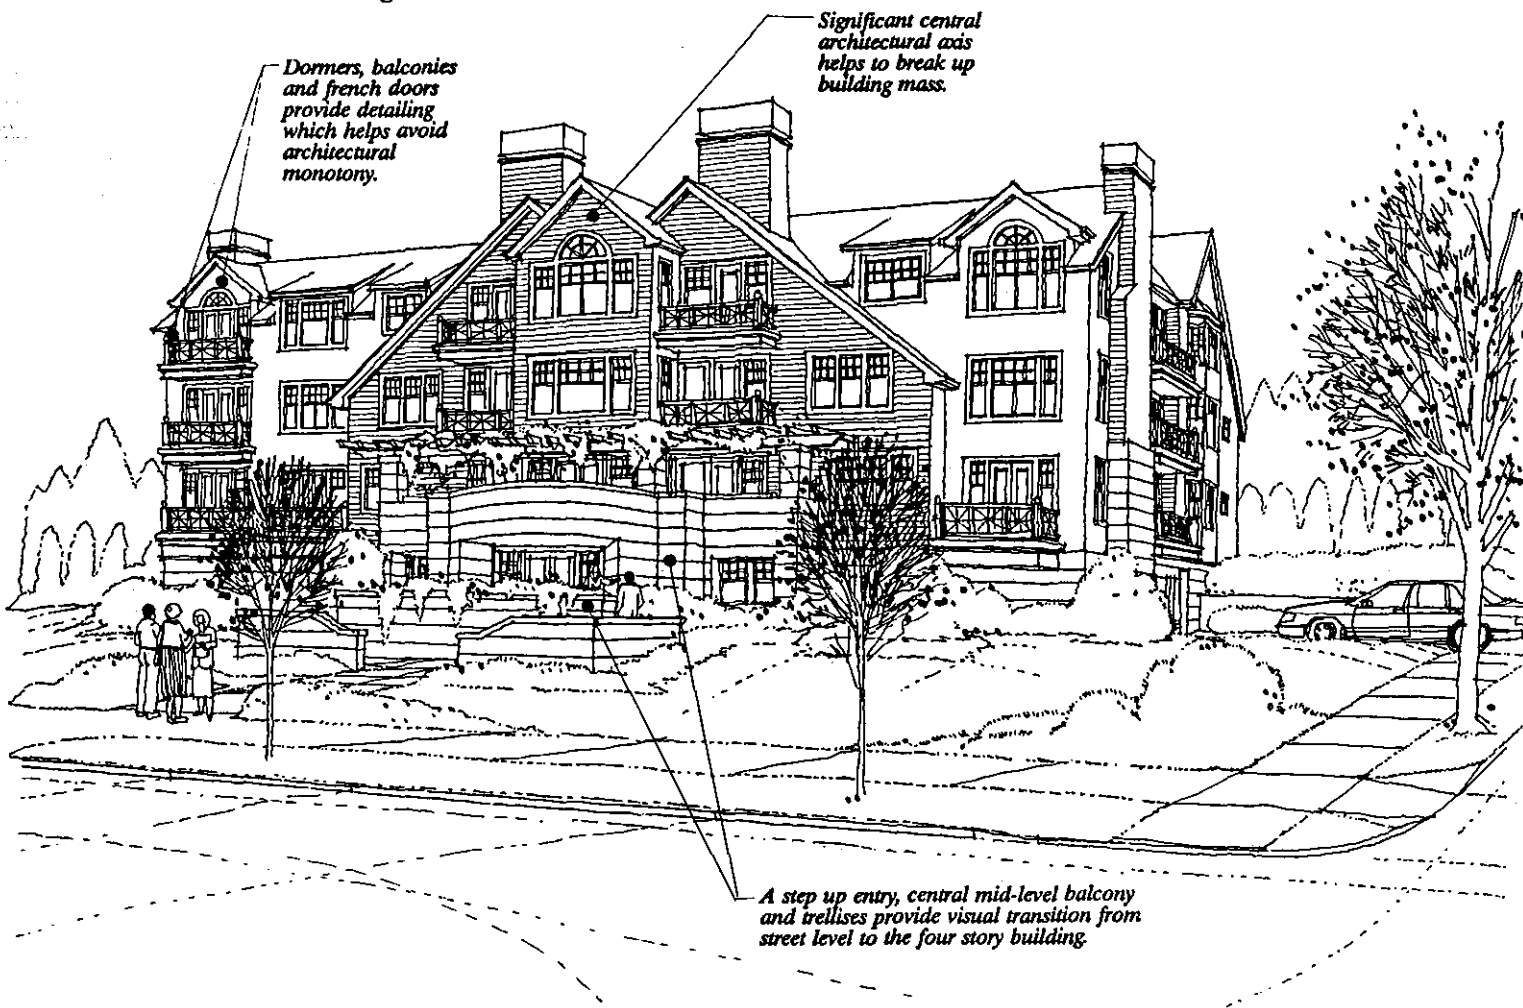 Significant central
architectural axis
helps to break up
building mass.
Dormers, balconies
and french doors
provide detailing
which helps avoid
architectural
monotony.
A step up entry, central mid-level balcony
and trellises provide visual transition from
street level to the four story building.